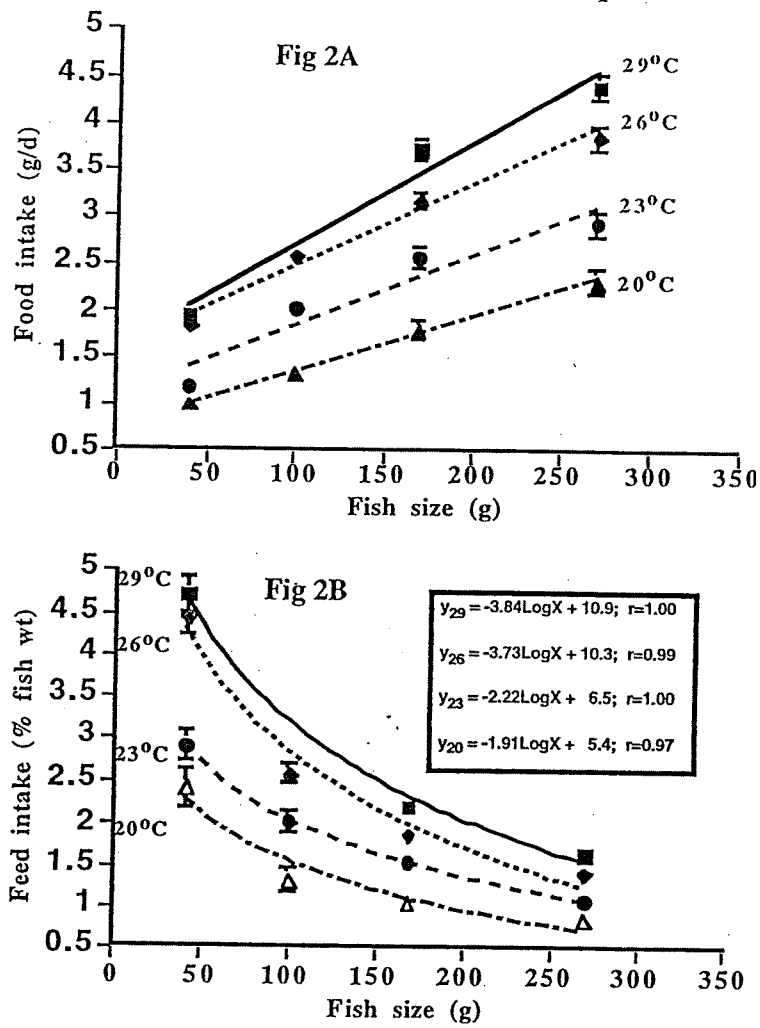 Fig 2A
Food intake (g/d)
5
4.5
4
3.5
3
2.5
2
1.5
1
0.5
29°C
26°C
23°C
20°C
0 50 100 150 200 250 300 350
Fish size (g)
Fig 2B
Feed intake (% fish wt)
5
4.5
4
3.5
3
2.5
2
1.5
1
0.5
29°C
26°C
23°C
20°C
y29 = -3.84LogX + 10.9; r=1.00
y26 = -3.73LogX + 10.3; r=0.99
y23 = -2.22LogX + 6.5; r=1.00
y20 = -1.91LogX + 5.4; r=0.97
0 50 100 150 200 250 300 350
Fish size (g)